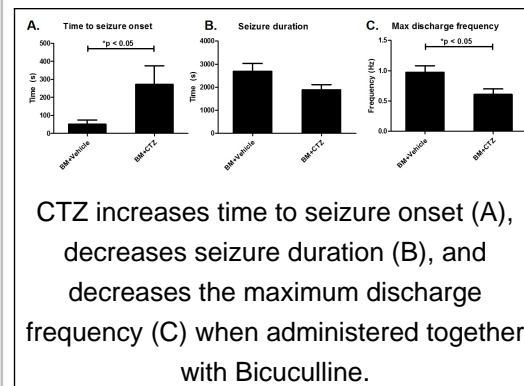 A. Time to seizure onset
*p < 0.05
Time (s)
500
400
300
200
100
0
BM+Vehicle
BM+CTZ
B. Seizure duration
Time (s)
4000
3000
2000
1000
0
BM+Vehicle
BM+CTZ
C. Max discharge frequency
*p < 0.05
Frequency (Hz)
1.5
1.0
0.5
0.0
BM+Vehicle
BM+CTZ
CTZ increases time to seizure onset (A),
decreases seizure duration (B), and
decreases the maximum discharge
frequency (C) when administered together
with Bicuculline.